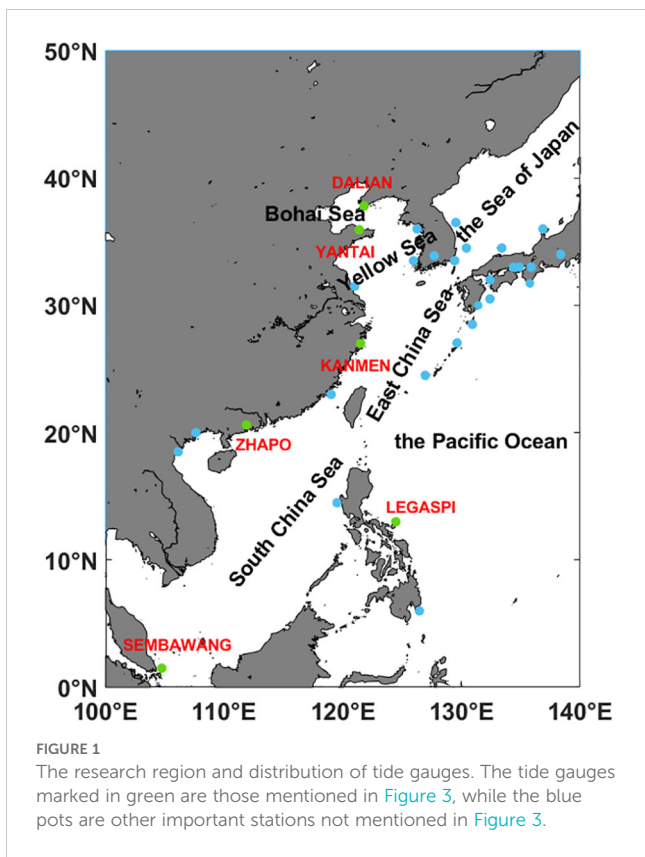 50°N
40°N
30°N
20°N
10°N
0°N
100°E
110°E
120°E
130°E
140°E
DALIAN
Bohai Sea
the Sea of Japan
YANTAI
Yellow Sea
KANMEN
East China Sea
ZHAPO
the Pacific Ocean
South China Sea
LEGASPI
SEMBAWANG
FIGURE 1
The research region and distribution of tide gauges. The tide gauges
marked in green are those mentioned in Figure 3, while the blue
pots are other important stations not mentioned in Figure 3.